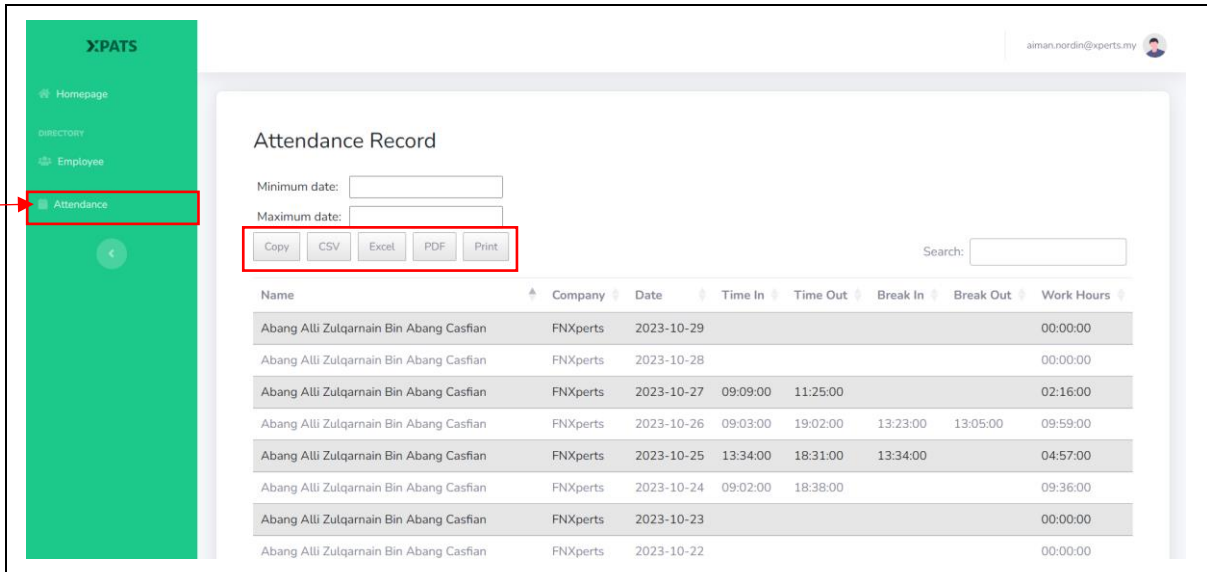 XPATS
aiman.nordin@xperts.my
Homepage
DIRECTORY
Employee
Attendance
Attendance Record
Minimum date:
Maximum date:
Copy CSV Excel PDF Print
Search:
Name Company Date Time In Time Out Break In Break Out Work Hours
Abang Alli Zulqarnain Bin Abang Casfian FNXperts 2023-10-29 00:00:00
Abang Alli Zulqarnain Bin Abang Casfian FNXperts 2023-10-28 00:00:00
Abang Alli Zulqarnain Bin Abang Casfian FNXperts 2023-10-27 09:09:00 11:25:00 02:16:00
Abang Alli Zulqarnain Bin Abang Casfian FNXperts 2023-10-26 09:03:00 19:02:00 13:23:00 13:05:00 09:59:00
Abang Alli Zulqarnain Bin Abang Casfian FNXperts 2023-10-25 13:34:00 18:31:00 13:34:00 04:57:00
Abang Alli Zulqarnain Bin Abang Casfian FNXperts 2023-10-24 09:02:00 18:38:00 09:36:00
Abang Alli Zulqarnain Bin Abang Casfian FNXperts 2023-10-23 00:00:00
Abang Alli Zulqarnain Bin Abang Casfian FNXperts 2023-10-22 00:00:00